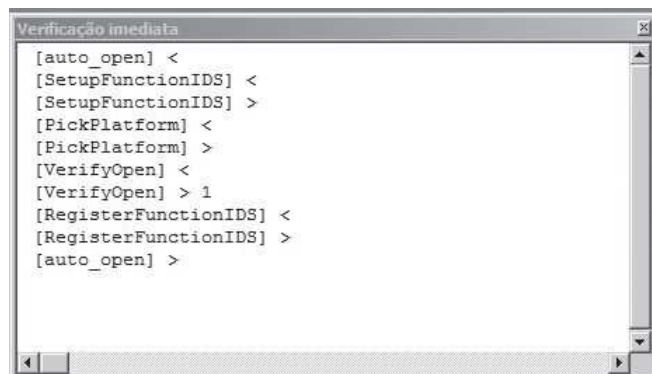 Verificação imediata
[auto_open] <
[SetupFunctionIDS] <
[SetupFunctionIDS] >
[PickPlatform] <
[PickPlatform] >
[VerifyOpen] <
[VerifyOpen] > 1
[RegisterFunctionIDS] <
[RegisterFunctionIDS] >
[auto_open] >